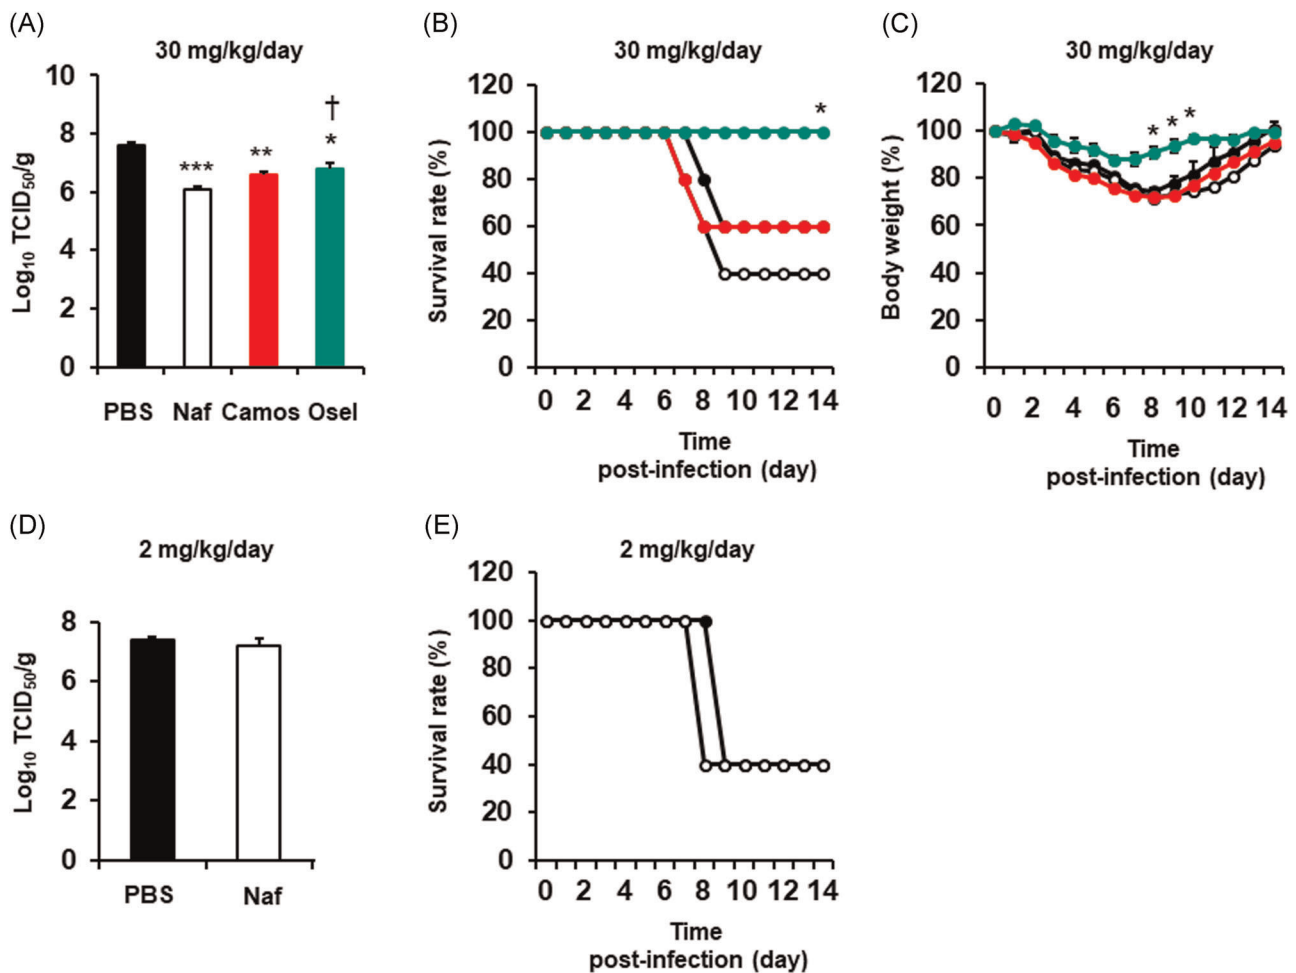 (A)
30 mg/kg/day
Log10 TCID50/g
10
8
6
4
2
0
***
**
†
*
PBS Naf Camos Osel
(B)
30 mg/kg/day
Survival rate (%)
120
100
80
60
40
20
0
*
0 2 4 6 8 10 12 14
Time
post-infection (day)
(C)
30 mg/kg/day
Body weight (%)
120
100
80
60
40
20
0
* * *
0 2 4 6 8 10 12 14
Time
post-infection (day)
(D)
2 mg/kg/day
Log10 TCID50/g
8
6
4
2
0
PBS Naf
(E)
2 mg/kg/day
Survival rate (%)
120
100
80
60
40
20
0
0 2 4 6 8 10 12 14
Time
post-infection (day)